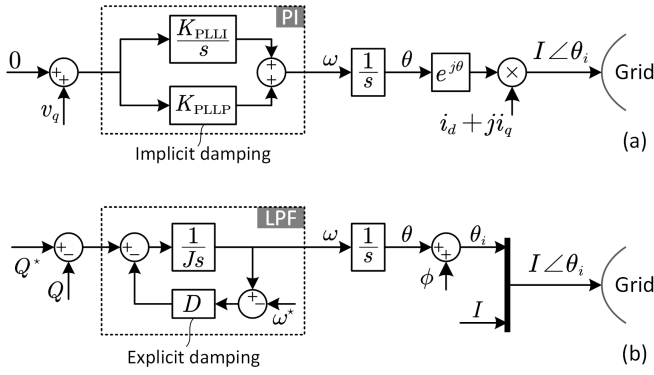 PI
K_PLLI
s
0
+
+
v_q
K_PLLP
+
+
ω
1
s
θ
e^{jθ}
×
i_d + ji_q
I∠θ_i
Grid
Implicit damping
(a)
LPF
Q*
+
−
Q
+
−
1
Js
D
+
−
ω*
ω
1
s
θ
+
+
ϕ
θ_i
I
I∠θ_i
Grid
Explicit damping
(b)